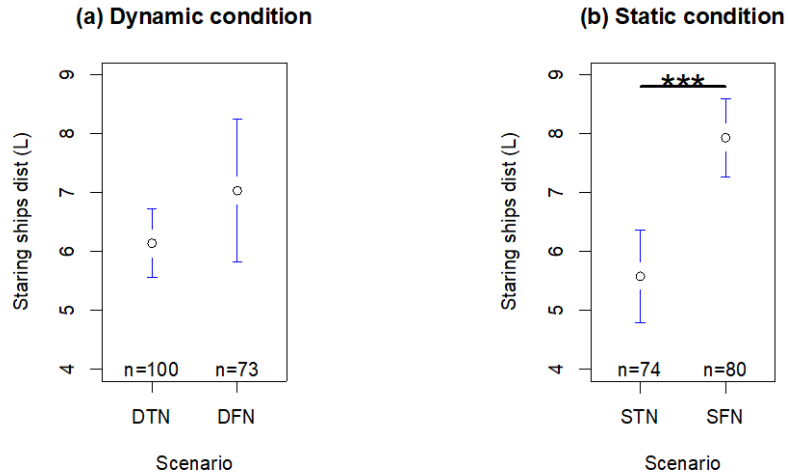 (a) Dynamic condition
Staring ships dist (L)
9
8
7
6
5
4
n=100 n=73
DTN DFN
Scenario
(b) Static condition
Staring ships dist (L)
9
8
7
6
5
4
***
n=74 n=80
STN SFN
Scenario